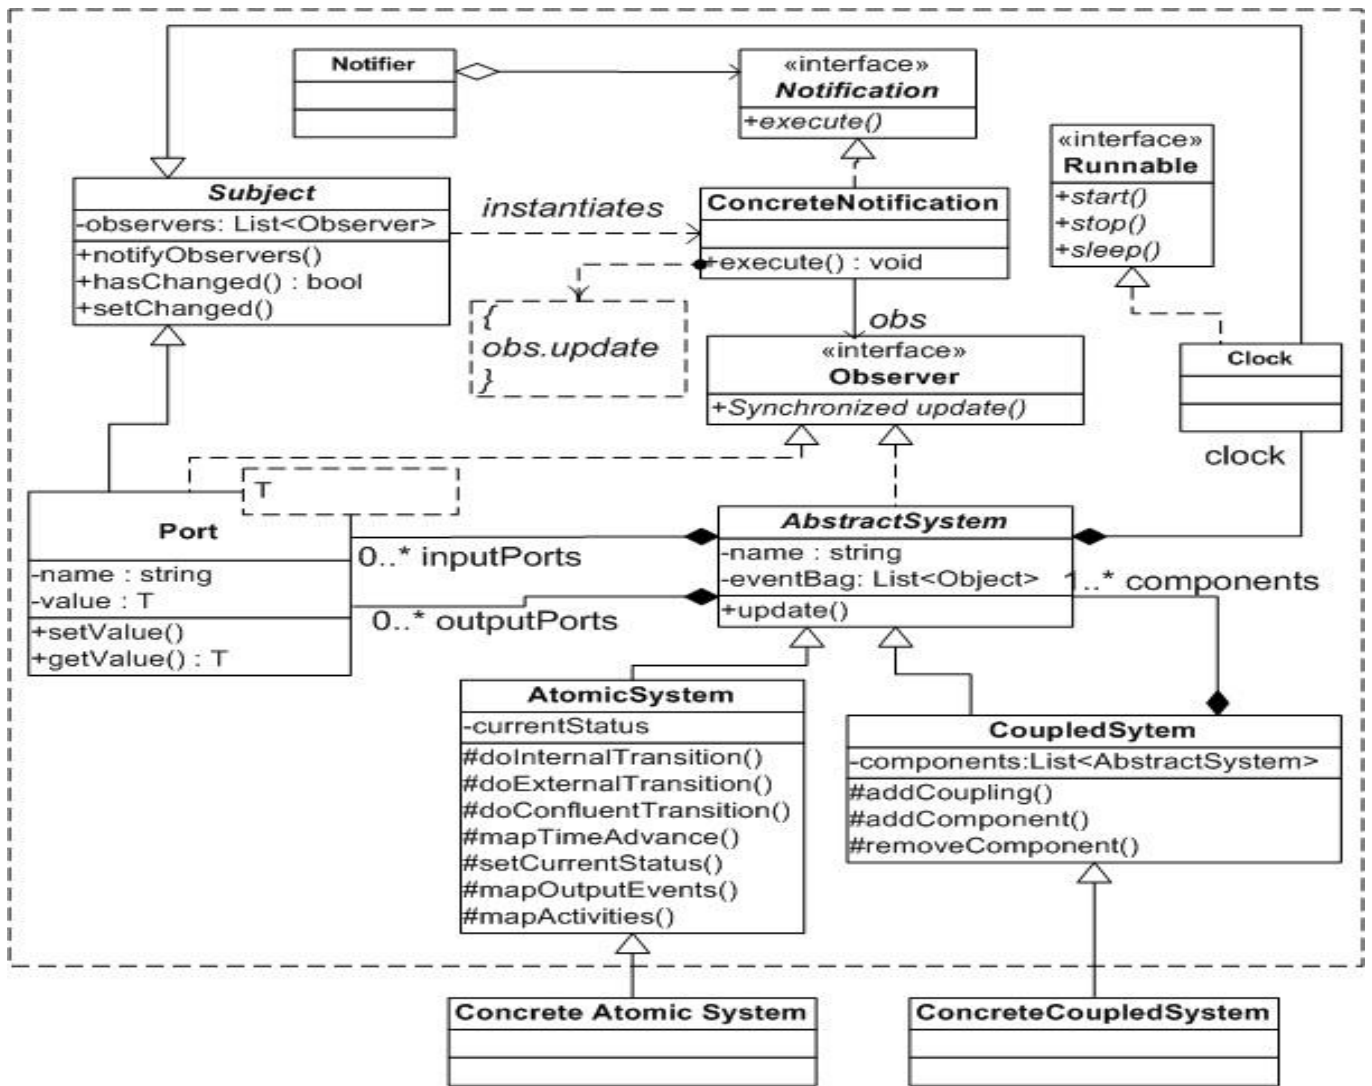 Notifier
«interface»
Notification
+execute()
«interface»
Runnable
+start()
+stop()
+sleep()
Subject
-observers: List<Observer>
+notifyObservers()
+hasChanged() : bool
+setChanged()
instantiates
ConcreteNotification
+execute() : void
{
obs.update
}
obs
«interface»
Observer
+Synchronized update()
Clock
clock
T
Port
-name : string
-value : T
+setValue()
+getValue() : T
0..* inputPorts
0..* outputPorts
AbstractSystem
-name : string
-eventBag: List<Object>
+update()
1..* components
AtomicSystem
-currentStatus
#doInternalTransition()
#doExternalTransition()
#doConfluentTransition()
#mapTimeAdvance()
#setCurrentStatus()
#mapOutputEvents()
#mapActivities()
CoupledSytem
-components:List<AbstractSystem>
#addCoupling()
#addComponent()
#removeComponent()
Concrete Atomic System
ConcreteCoupledSystem